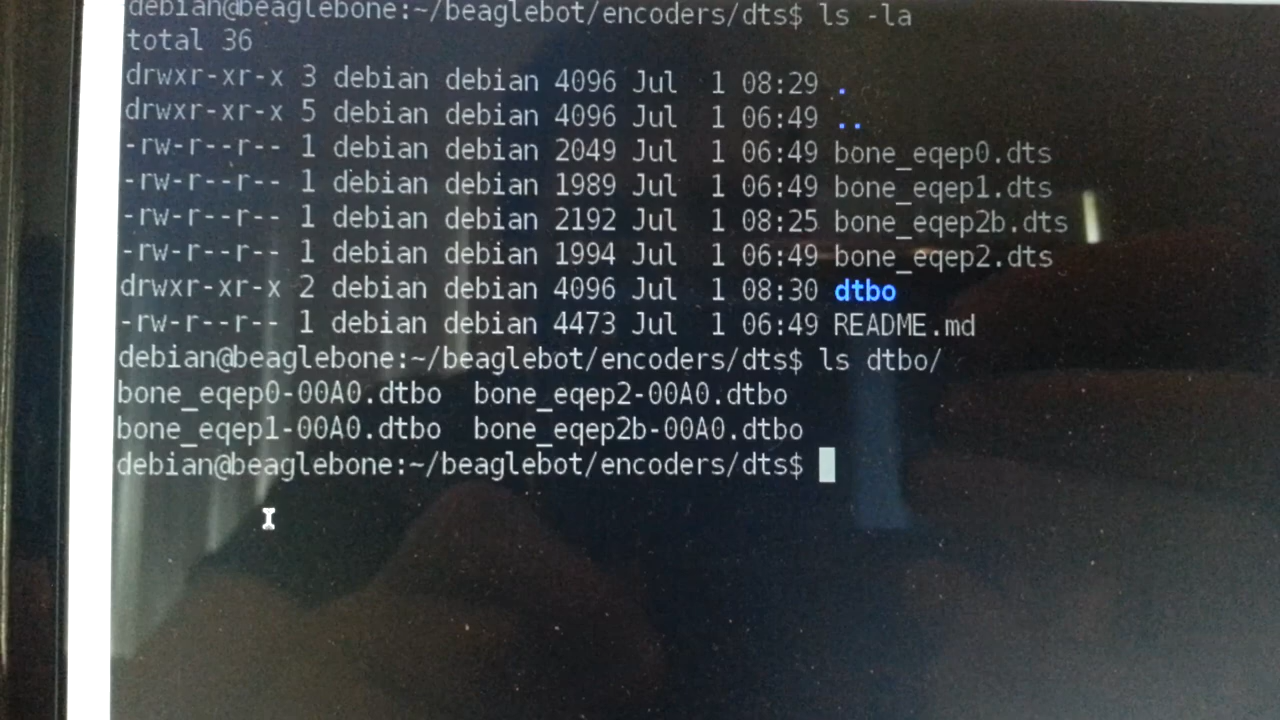 debian@beaglebone:~/beaglebot/encoders/dts$ ls -la
total 36
drwxr-xr-x 3 debian debian 4096 Jul  1 08:29 .
drwxr-xr-x 5 debian debian 4096 Jul  1 06:49 ..
-rw-r--r-- 1 debian debian 2049 Jul  1 06:49 bone_eqep0.dts
-rw-r--r-- 1 debian debian 1989 Jul  1 06:49 bone_eqep1.dts
-rw-r--r-- 1 debian debian 2192 Jul  1 08:25 bone_eqep2b.dts
-rw-r--r-- 1 debian debian 1994 Jul  1 06:49 bone_eqep2.dts
drwxr-xr-x 2 debian debian 4096 Jul  1 08:30 dtbo
-rw-r--r-- 1 debian debian 4473 Jul  1 06:49 README.md
debian@beaglebone:~/beaglebot/encoders/dts$ ls dtbo/
bone_eqep0-00A0.dtbo  bone_eqep2-00A0.dtbo
bone_eqep1-00A0.dtbo  bone_eqep2b-00A0.dtbo
debian@beaglebone:~/beaglebot/encoders/dts$